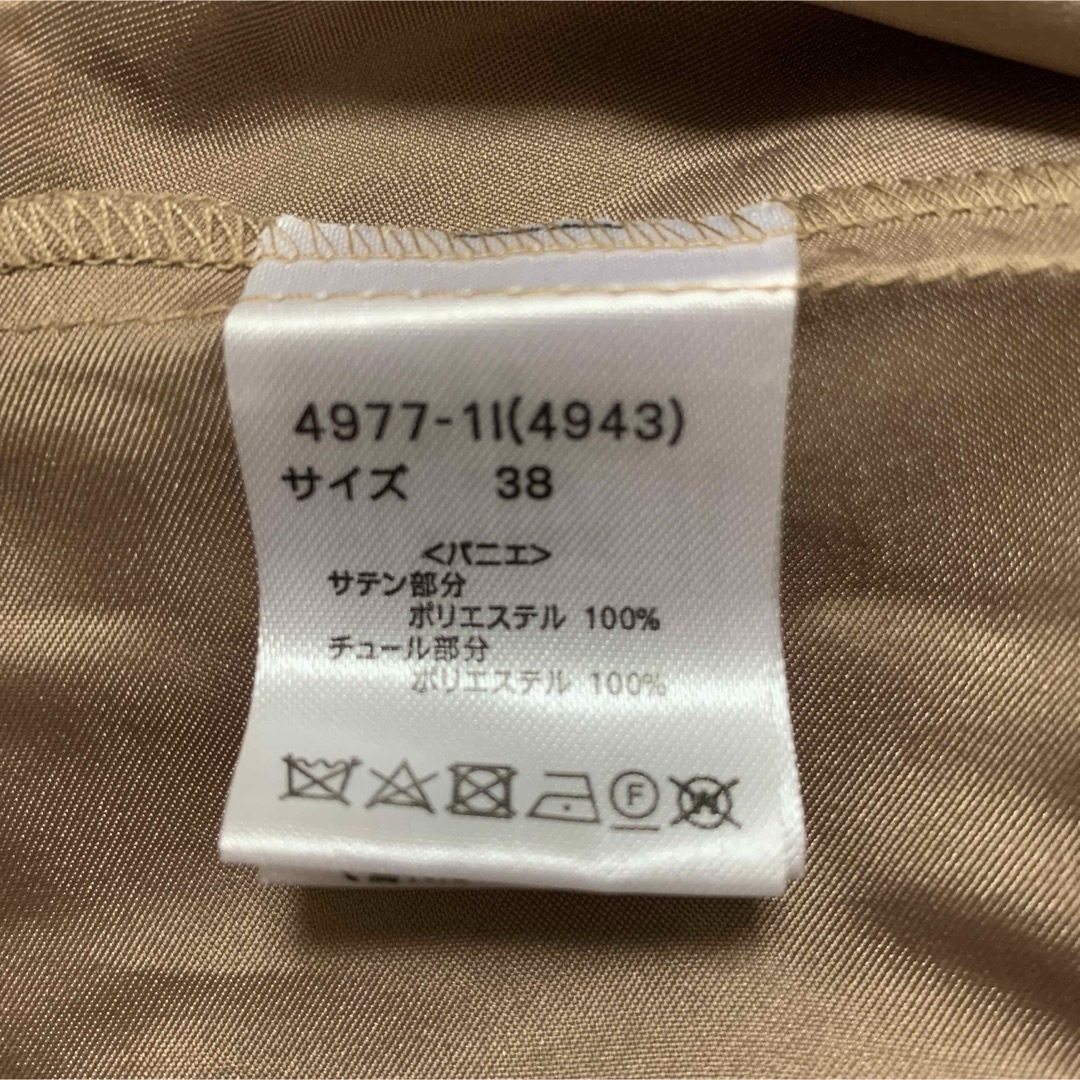 4977-1I(4943)
サイズ 38
<パニエ>
サテン部分
ポリエステル 100%
チュール部分
ポリエステル 100%
F W